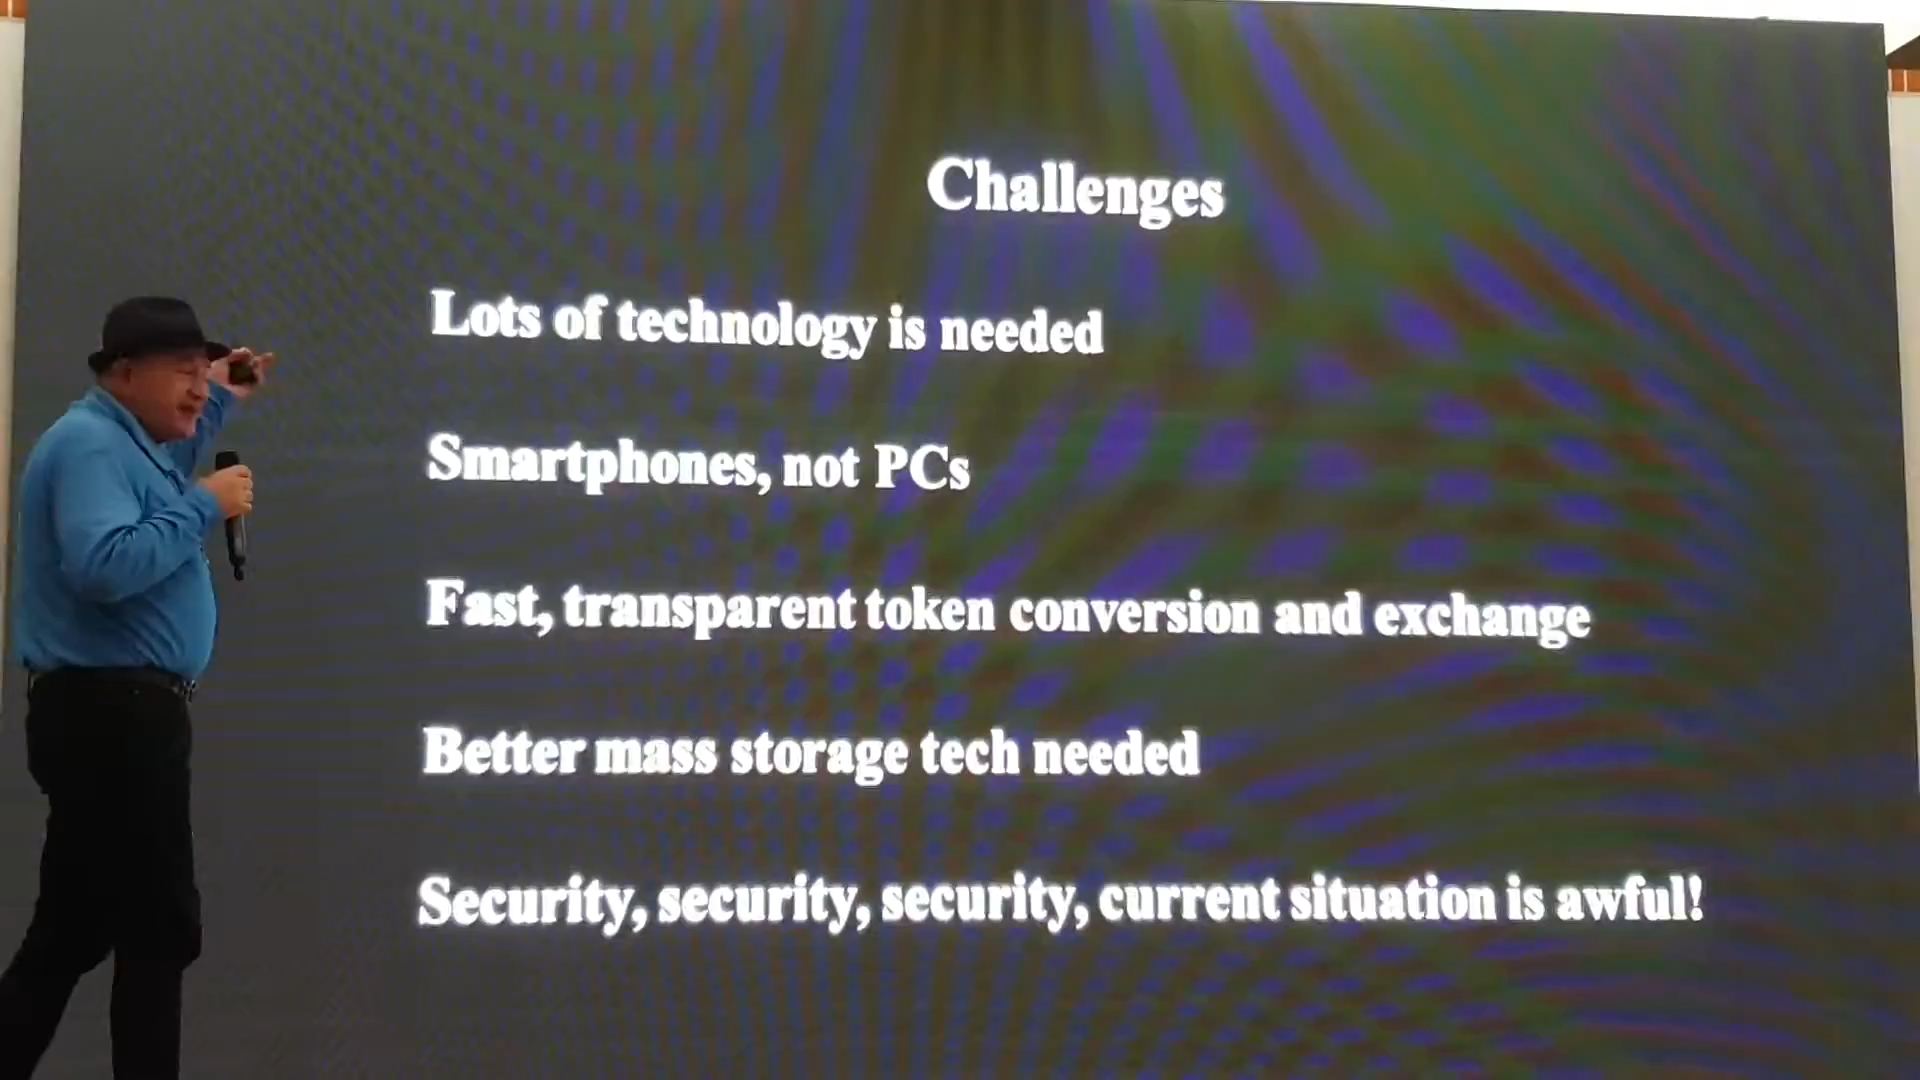 Challenges
Lots of technology is needed
Smartphones, not PCs
Fast, transparent token conversion and exchange
Better mass storage tech needed
Security, security, security, current situation is awful!